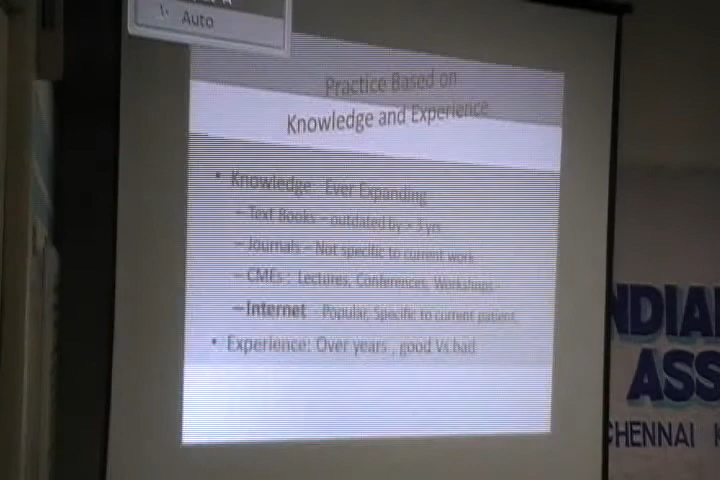 Auto
Practice Based on
Knowledge and Experience
• Knowledge: Ever Expanding
– Text Books – outdated by > 3 yrs
– Journals – Not specific to current work
– CMEs : Lectures, Conferences, Workshops -
– Internet - Popular, Specific to current patient,
• Experience: Over years , good Vs bad
NDIA
ASS
CHENNAI K